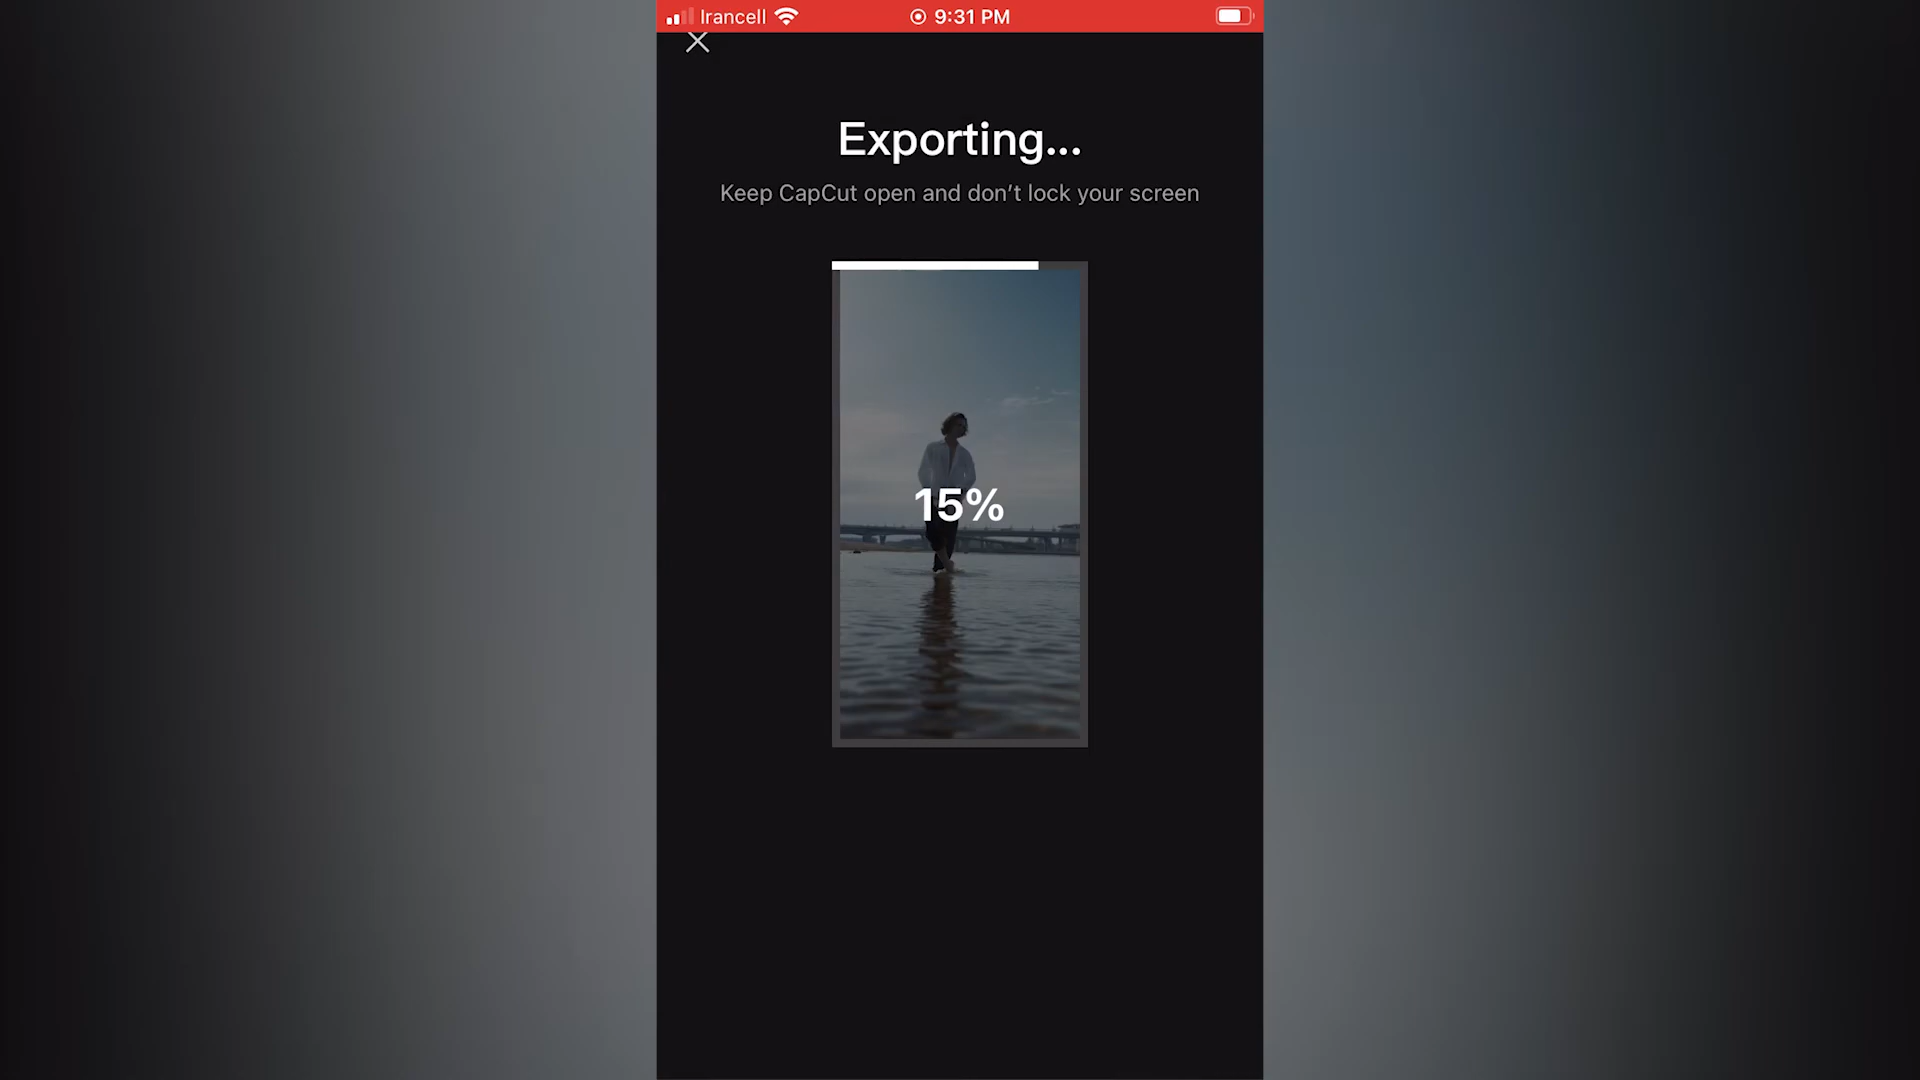 Irancell 9:31 PM
Exporting...
Keep CapCut open and don’t lock your screen
15%